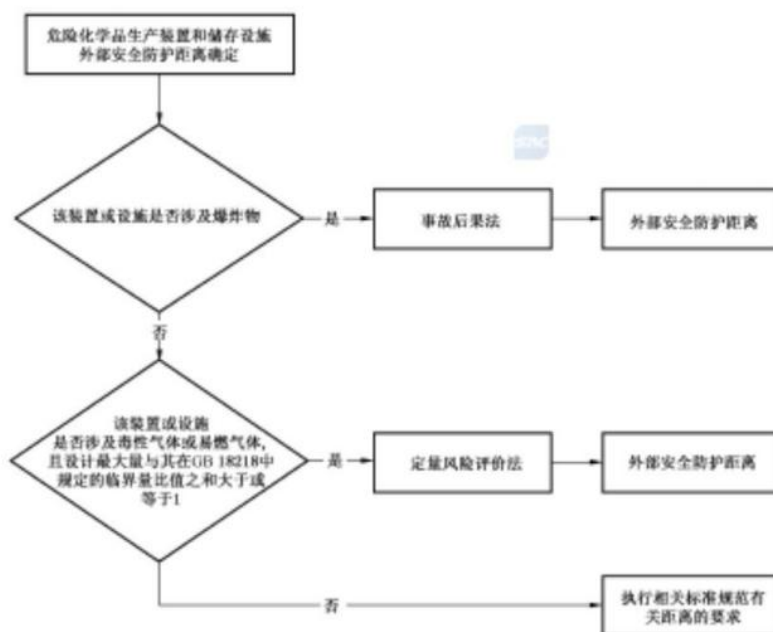 危险化学品生产装置和储存设施
外部安全防护距离确定
该装置或设施是否涉及爆炸物
是
事故后果法
外部安全防护距离
否
该装置或设施
是否涉及毒性气体或易燃气体,
且设计最大量与其在GB 18218中
规定的临界量比值之和大于或
等于1
是
定量风险评价法
外部安全防护距离
否
执行相关标准规范有
关距离的要求